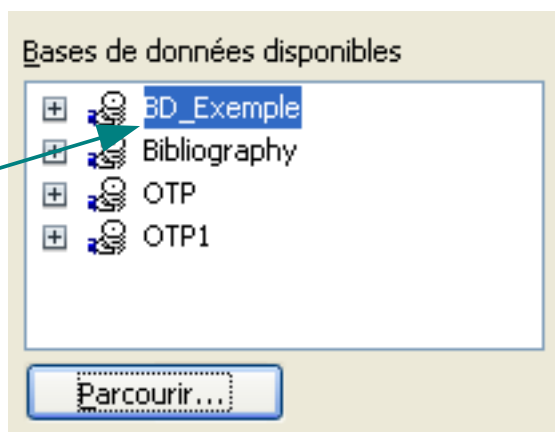 Bases de données disponibles
BD_Exemple
Bibliography
OTP
OTP1
Parcourir...